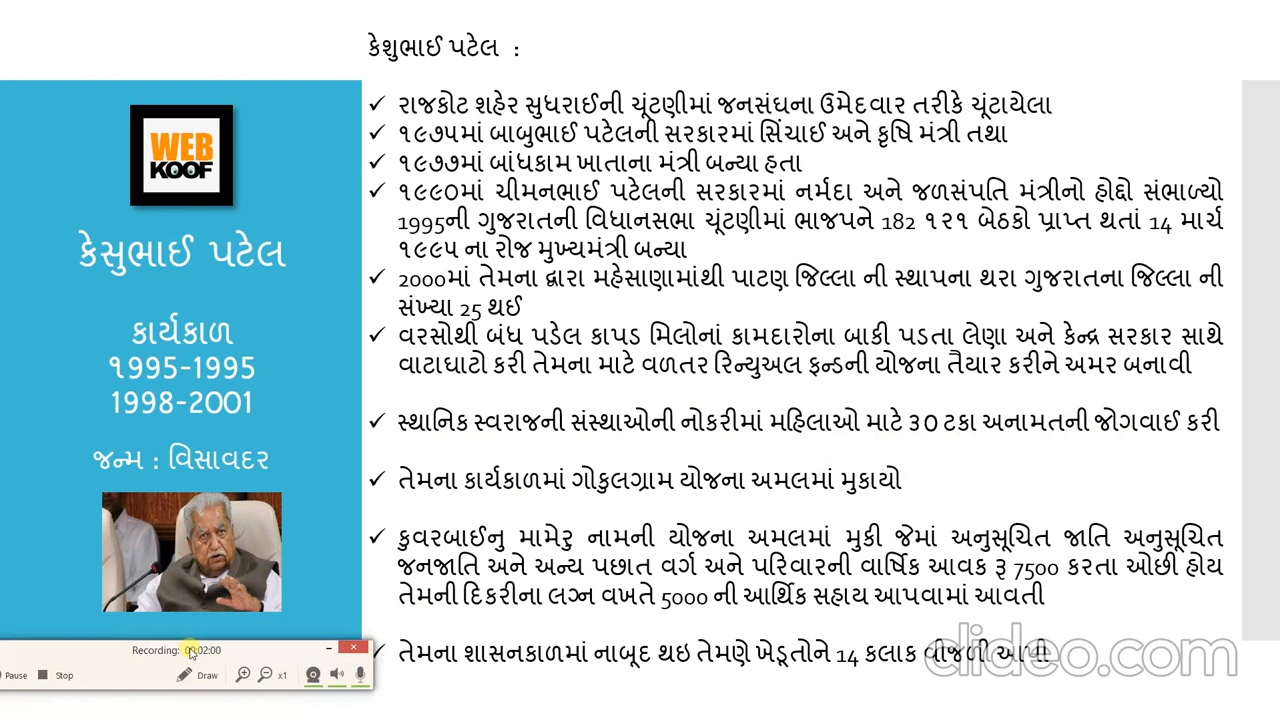 કેશુભાઈ પટેલ :
WEB
KOOF
કેસુભાઈ પટેલ
કાર્યકાળ
૧995-1995
1998-2001
જન્મ : વિસાવદર
✓ રાજકોટ શહેર સુધરાઈની ચૂંટણીમાં જનસંઘના ઉમેદવાર તરીકે ચૂંટાયેલા
✓ ૧૯૭૫માં બાબુભાઈ પટેલની સરકારમાં સિંચાઈ અને કૃષિ મંત્રી તથા
✓ ૧૯૭૭માં બાંધકામ ખાતાના મંત્રી બન્યા હતા
✓ ૧૯૯૦માં ચીમનભાઈ પટેલની સરકારમાં નર્મદા અને જળસંપતિ મંત્રીનો હોદ્દો સંભાળ્યો
1995ની ગુજરાતની વિધાનસભા ચૂંટણીમાં ભાજપને 182 ૧૨૧ બેઠકો પ્રાપ્ત થતાં 14 માર્ચ
૧૯૯૫ ના રોજ મુખ્યમંત્રી બન્યા
✓ 2000માં તેમના દ્વારા મહેસાણામાંથી પાટણ જિલ્લા ની સ્થાપના થરા ગુજરાતના જિલ્લા ની
સંખ્યા 25 થઈ
✓ વરસોથી બંધ પડેલ કાપડ મિલોનાં કામદારોના બાકી પડતા લેણા અને કેન્દ્ર સરકાર સાથે
વાટાઘાટો કરી તેમના માટે વળતર રિન્યુઅલ ફન્ડની યોજના તૈયાર કરીને અમર બનાવી
✓ સ્થાનિક સ્વરાજની સંસ્થાઓની નોકરીમાં મહિલાઓ માટે ૩૦ ટકા અનામતની જોગવાઈ કરી
✓ તેમના કાર્યકાળમાં ગોકુલગ્રામ યોજના અમલમાં મુકાયો
✓ કુવરબાઈનુ મામેરુ નામની યોજના અમલમાં મુકી જેમાં અનુસૂચિત જાતિ અનુસૂચિત
જનજાતિ અને અન્ય પછાત વર્ગ અને પરિવારની વાર્ષિક આવક રૂ 7500 કરતા ઓછી હોય
તેમની દિકરીના લગ્ન વખતે 5000 ની આર્થિક સહાય આપવામાં આવતી
✓ તેમના શાસનકાળમાં નાબૂદ થઇ તેમણે ખેડૂતોને 14 કલાક વીજળી આપી
clideo.com
Recording: 00:02:00
Pause Stop Draw x1